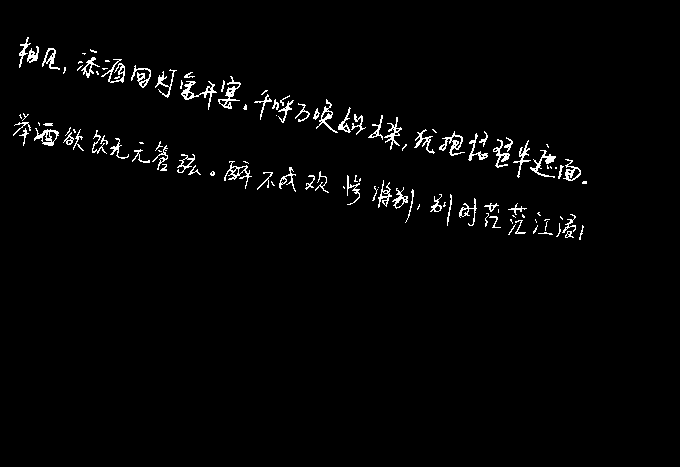 相见,添酒回灯重开宴。千呼万唤始出来,犹抱琵琶半遮面。
举酒欲饮无无管弦。醉不成欢惨将别,别时茫茫江浸